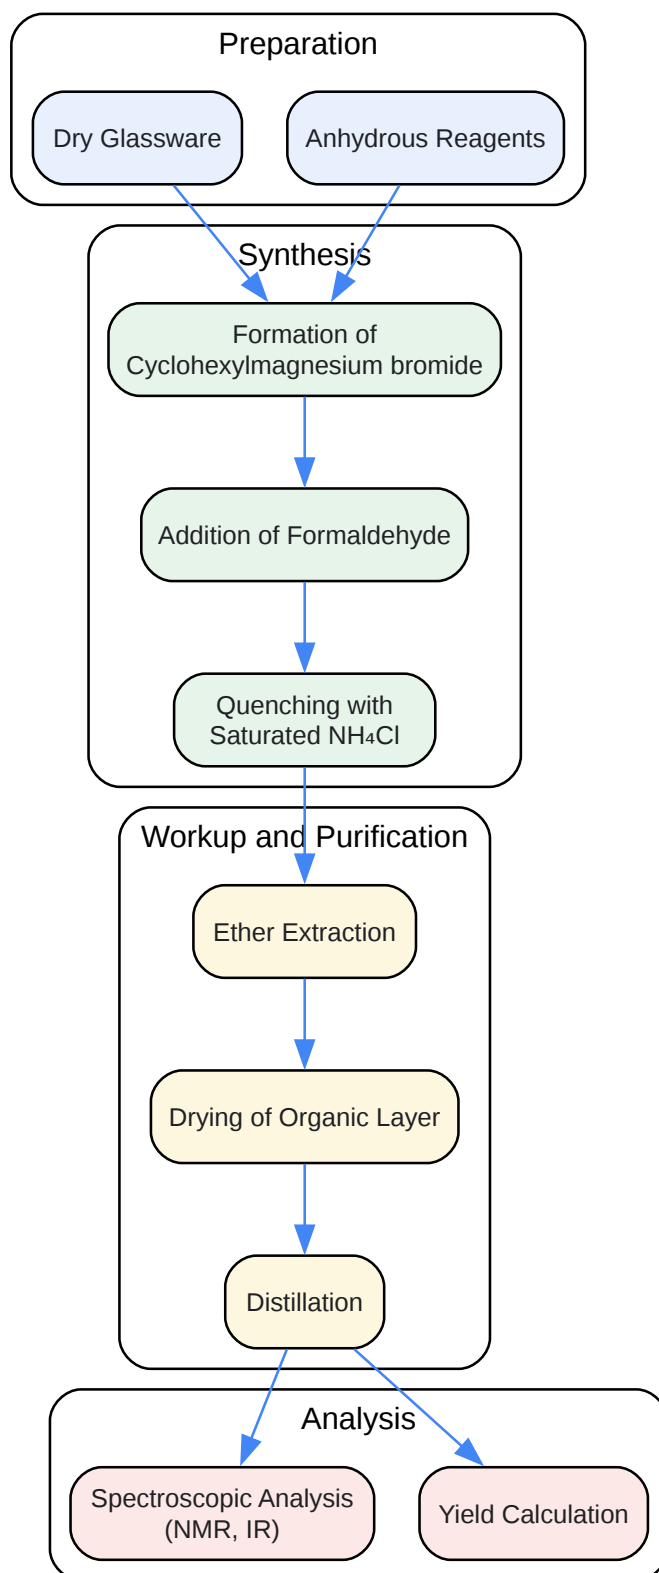 Preparation
Dry Glassware
Anhydrous Reagents
Synthesis
Formation of
Cyclohexylmagnesium bromide
Addition of Formaldehyde
Quenching with
Saturated NH₄Cl
Workup and Purification
Ether Extraction
Drying of Organic Layer
Distillation
Analysis
Spectroscopic Analysis
(NMR, IR)
Yield Calculation